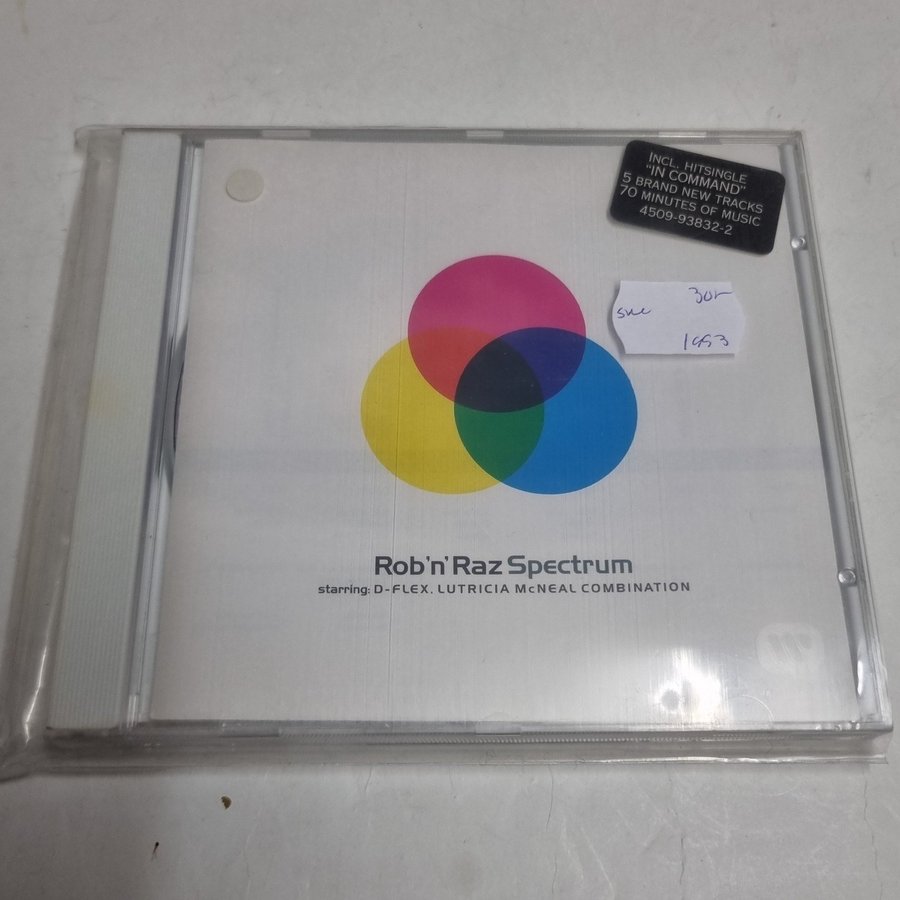 INCL. HITSINGLE
"IN COMMAND"
5 BRAND NEW TRACKS
70 MINUTES OF MUSIC
4509-93832-2
30:-
1993
Rob 'n' Raz Spectrum
starring: D-FLEX. LUTRICIA McNEAL COMBINATION